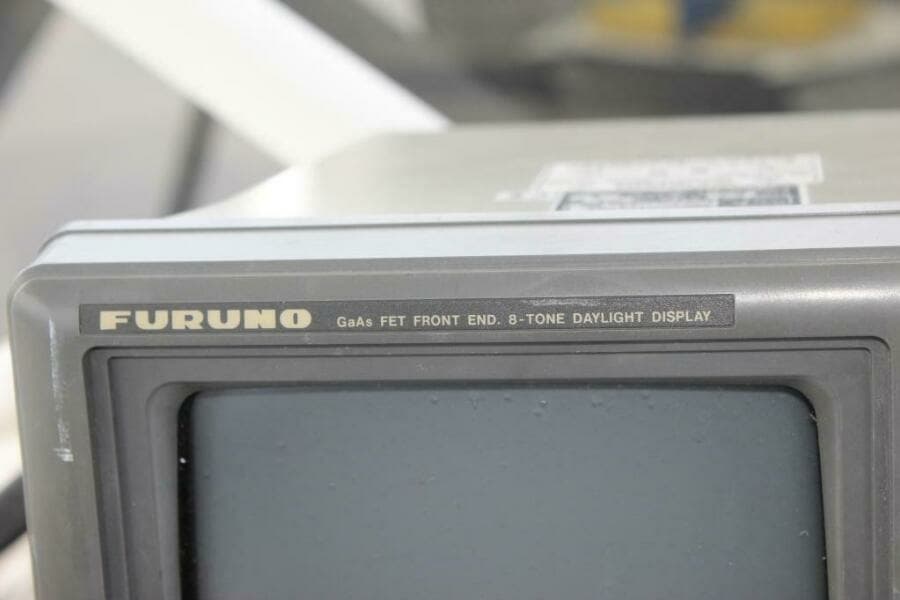 FURUNO GaAs FET FRONT END. 8-TONE DAYLIGHT DISPLAY